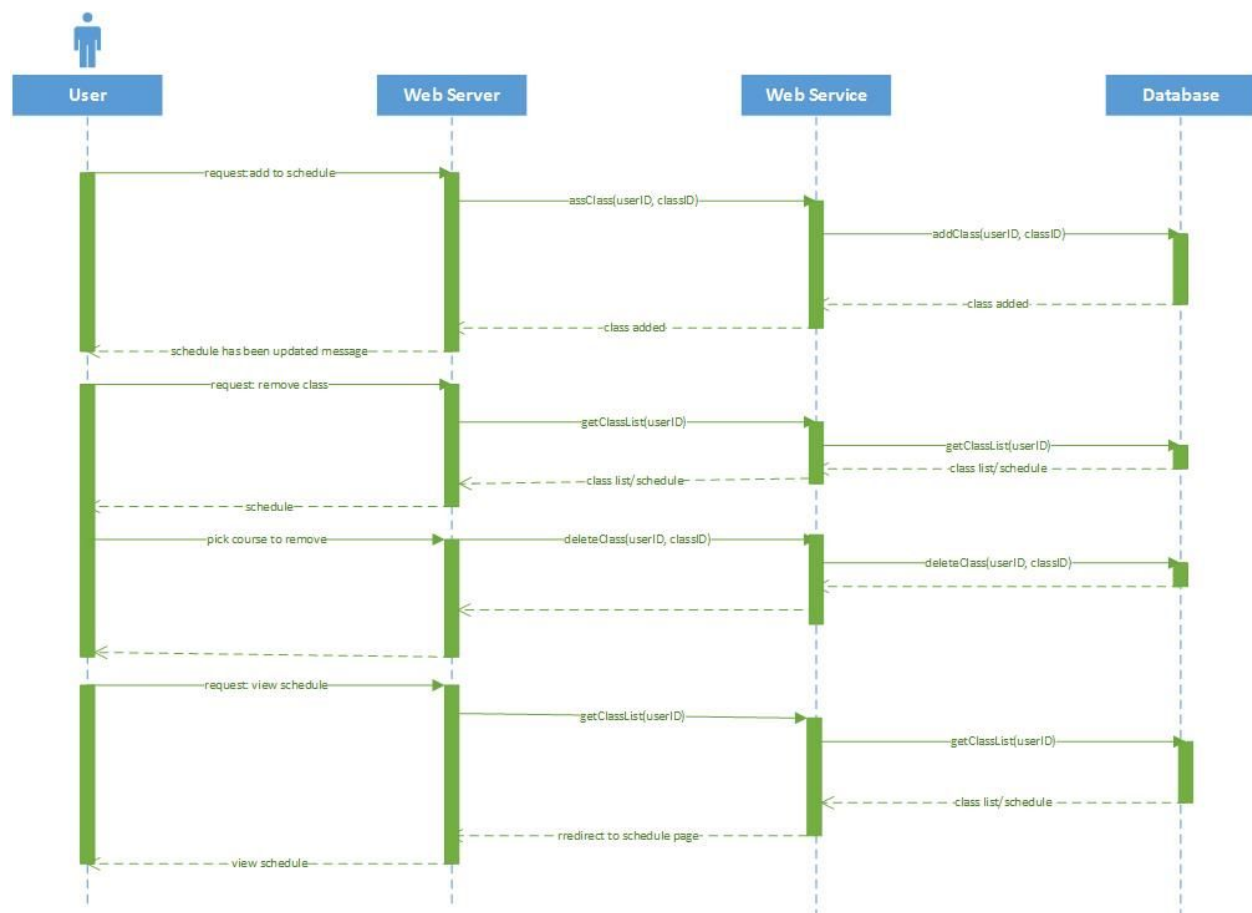 User
Web Server
Web Service
Database
request:add to schedule
assClass(userID, classID)
addClass(userID, classID)
class added
class added
schedule has been updated message
request: remove class
getClassList(userID)
getClassList(userID)
class list/schedule
class list/schedule
schedule
pick course to remove
deleteClass(userID, classID)
deleteClass(userID, classID)
request: view schedule
getClassList(userID)
getClassList(userID)
class list/schedule
rredirect to schedule page
view schedule